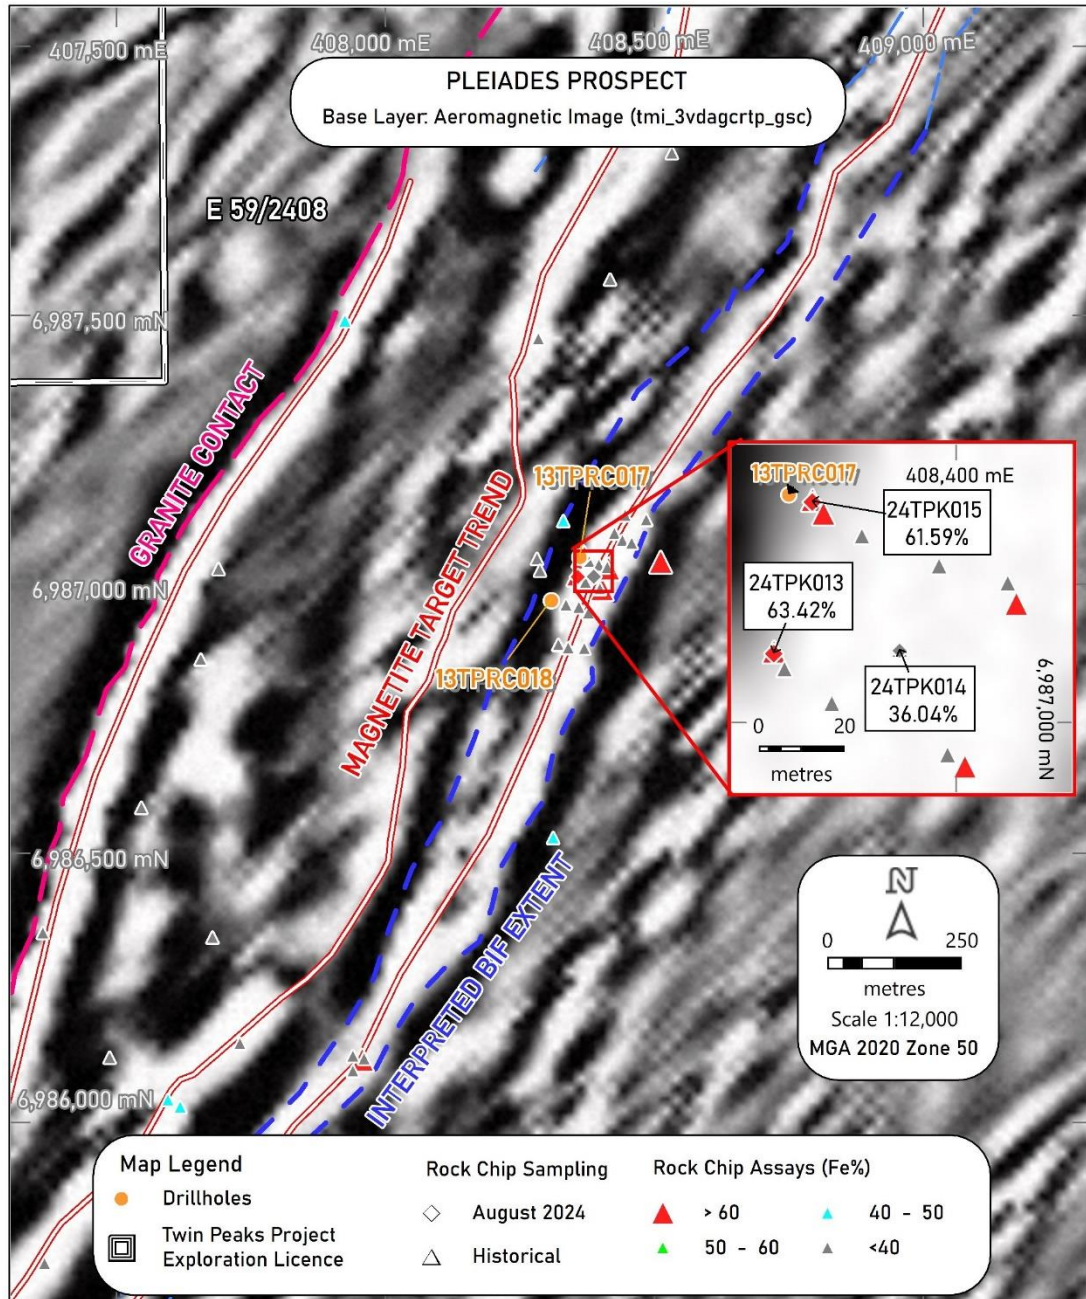 407,500 mE
408,000 mE
408,500 mE
409,000 mE
PLEIADES PROSPECT
Base Layer: Aeromagnetic Image (tmi_3vdagcrtp_gsc)
E 59/2408
6,987,500 mN
GRANITE CONTACT
MAGNETITE TARGET TREND
13TPRC017
6,987,000 mN
13TPRC018
13TPRC017
408,400 mE
24TPK015
61.59%
24TPK013
63.42%
24TPK014
36.04%
0 20
metres
6,987,000 mN
6,986,500 mN
INTERPRETED BIF EXTENT
N
0 250
metres
Scale 1:12,000
MGA 2020 Zone 50
6,986,000 mN
Map Legend
Drillholes
Twin Peaks Project
Exploration Licence
Rock Chip Sampling
August 2024
Historical
Rock Chip Assays (Fe%)
> 60
40 - 50
50 - 60
<40